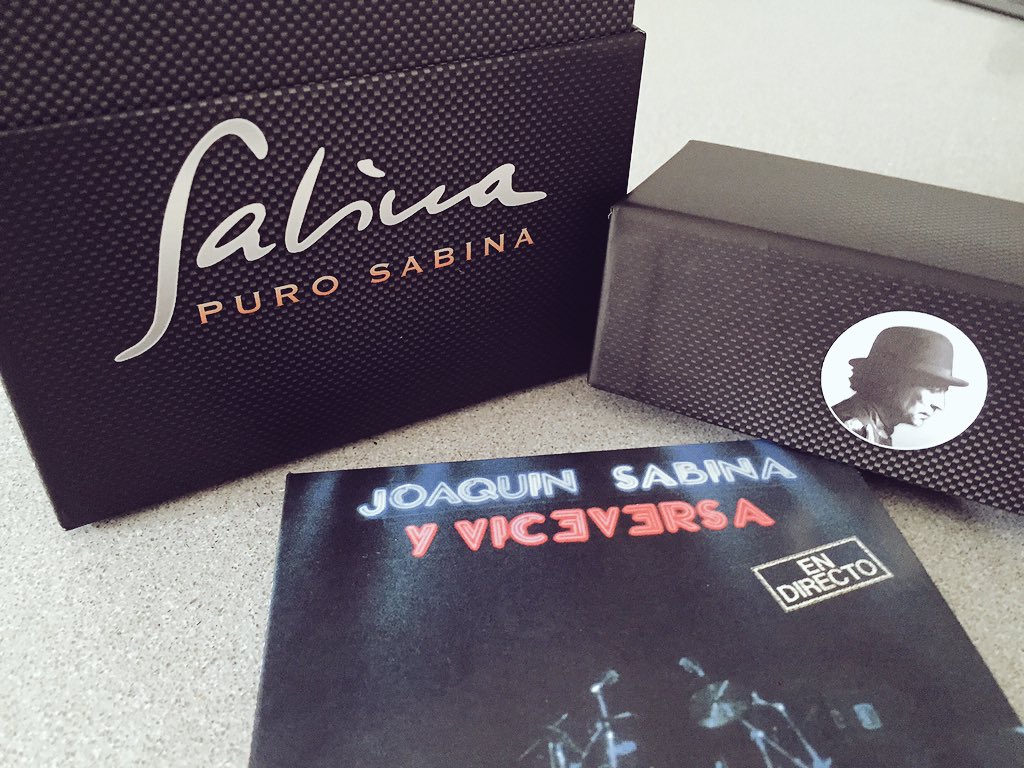 Sabina
PURO SABINA
JOAQUIN SABINA
Y VICEVERSA
EN
DIRECTO